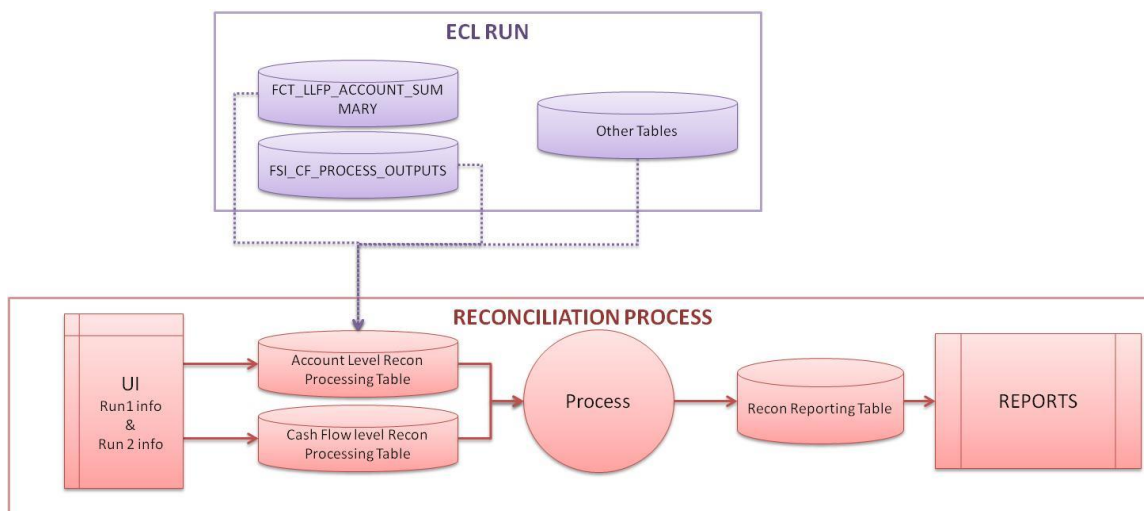 ECL RUN
FCT_LLFP_ACCOUNT_SUM
MARY
FSI_CF_PROCESS_OUTPUTS
Other Tables
RECONCILIATION PROCESS
UI
Run1 info
&
Run 2 info
Account Level Recon
Processing Table
Cash Flow level Recon
Processing Table
Process
Recon Reporting Table
REPORTS